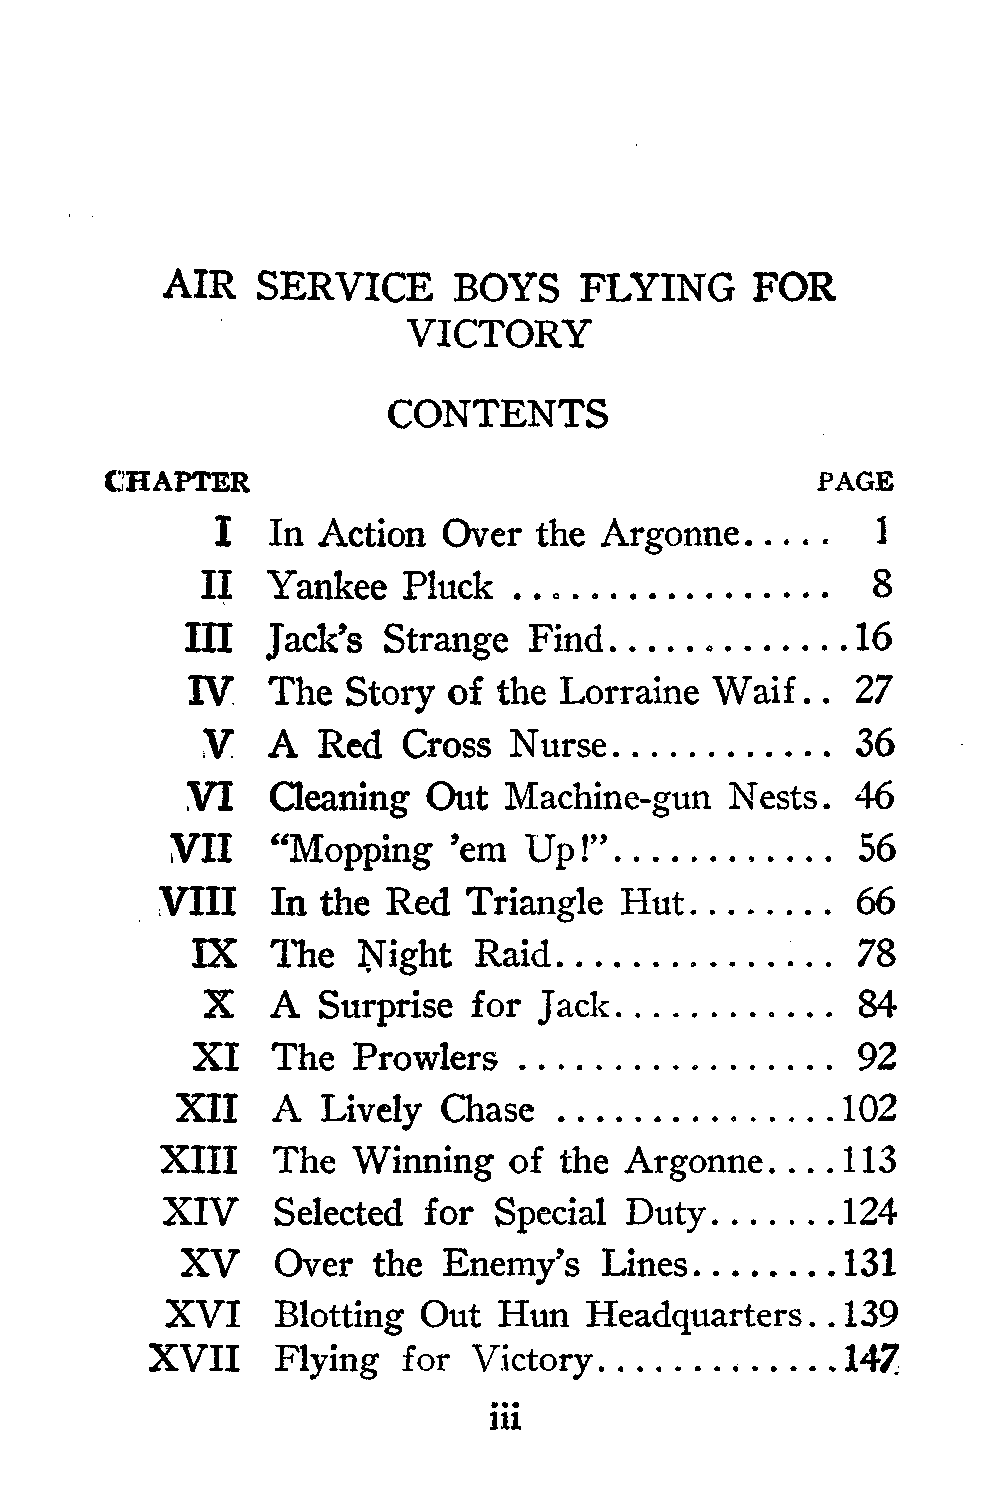 AIR SERVICE BOYS FLYING FOR
VICTORY
CONTENTS
CHAPTER PAGE
I In Action Over the Argonne..... 1
II Yankee Pluck ................. 8
III Jack's Strange Find.............16
IV The Story of the Lorraine Waif.. 27
V A Red Cross Nurse............ 36
VI Cleaning Out Machine-gun Nests. 46
VII "Mopping 'em Up!"............ 56
VIII In the Red Triangle Hut........ 66
IX The Night Raid............... 78
X A Surprise for Jack............ 84
XI The Prowlers ................. 92
XII A Lively Chase ...............102
XIII The Winning of the Argonne....113
XIV Selected for Special Duty.......124
XV Over the Enemy's Lines........131
XVI Blotting Out Hun Headquarters..139
XVII Flying for Victory.............147
iii